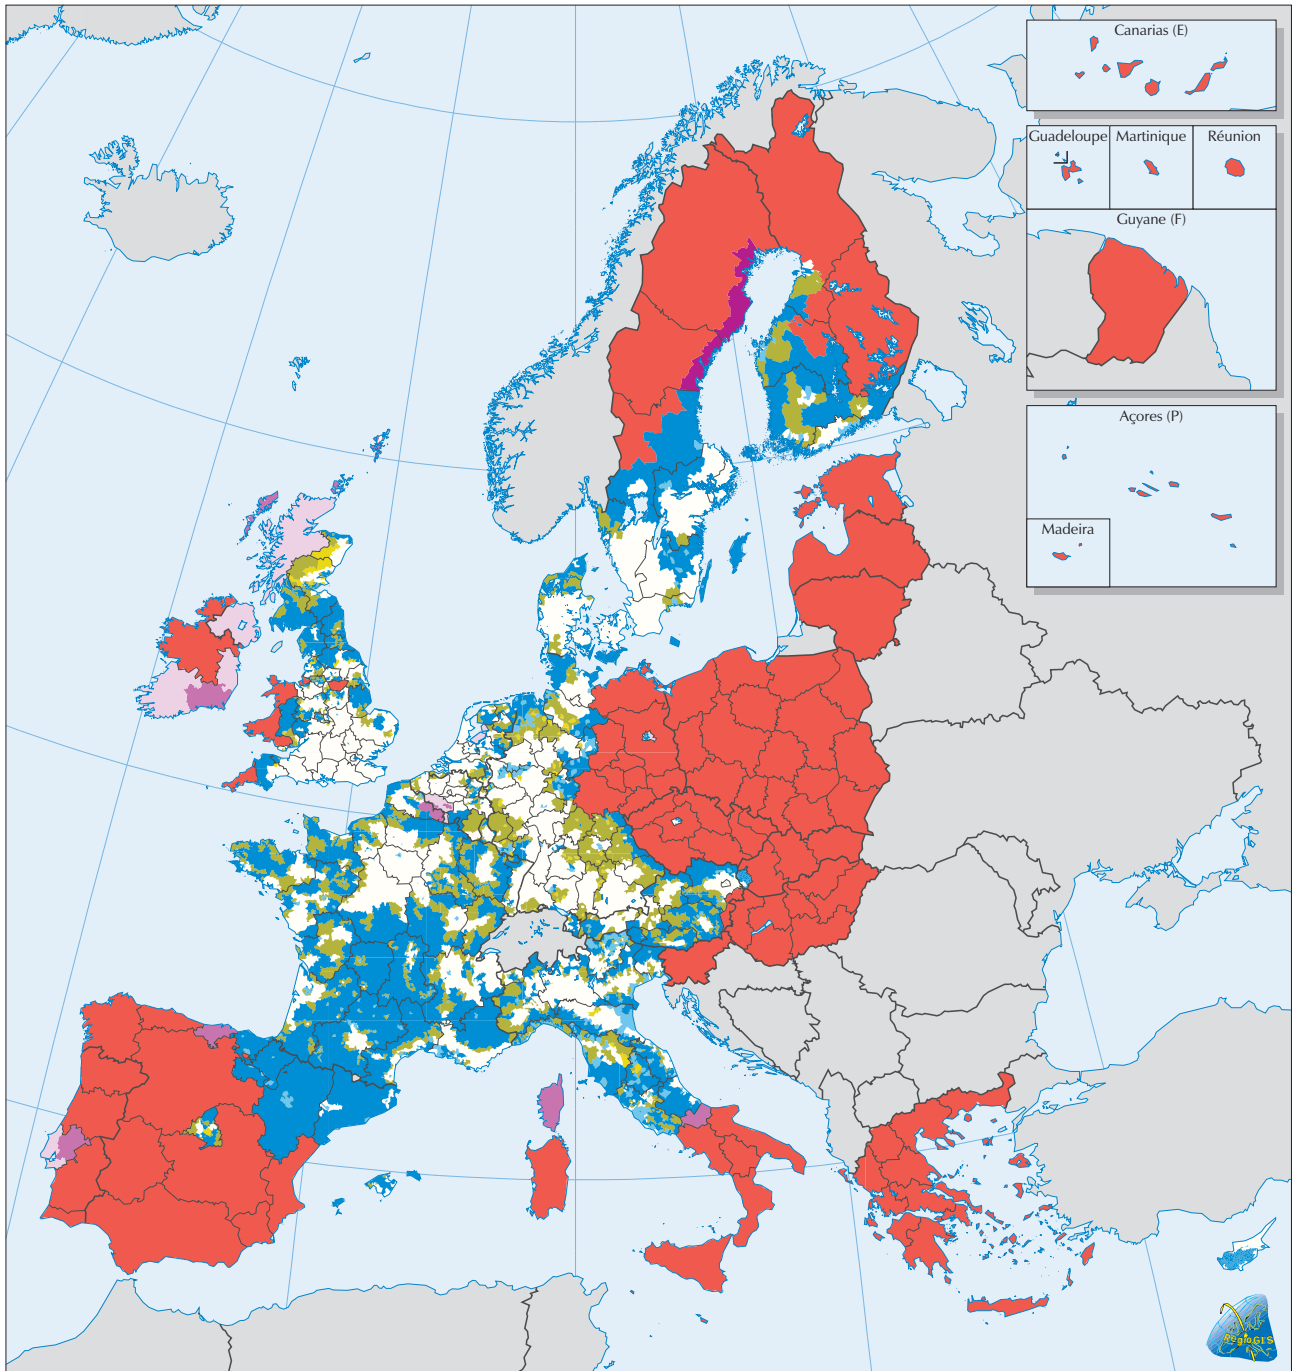 Canarias (E)
Guadeloupe
Martinique
Réunion
Guyane (F)
Açores (P)
Madeira
RegioGIS